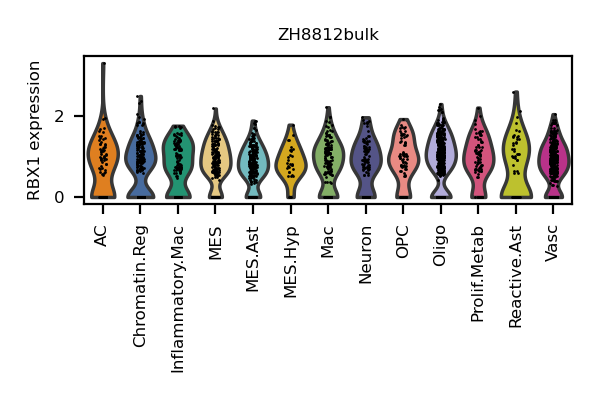 ZH8812bulk
RBX1 expression
2
0
AC
Chromatin.Reg
Inflammatory.Mac
MES
MES.Ast
MES.Hyp
Mac
Neuron
OPC
Oligo
Prolif.Metab
Reactive.Ast
Vasc